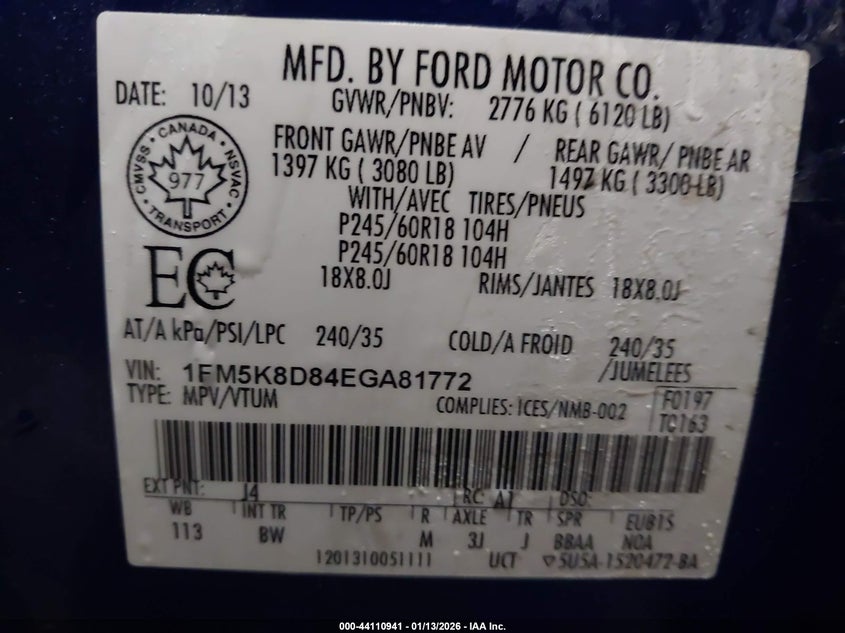 MFD. BY FORD MOTOR CO.
DATE: 10/13
GVWR/PNBV: 2776 KG ( 6120 LB)
FRONT GAWR/PNBE AV / REAR GAWR/ PNBE AR
1397 KG ( 3080 LB) 1497 KG ( 3300 LB)
WITH/AVEC TIRES/PNEUS
P245/60R18 104H
P245/60R18 104H
18X8.0J RIMS/JANTES 18X8.0J
CANADA
CMVSS NSVAC
977
TRANSPORT
EC
AT/A kPa/PSI/LPC 240/35 COLD/A FROID 240/35
VIN: 1FM5K8D84EGA81772 /JUMELEES
TYPE: MPV/VTUM COMPLIES: ICES/NMB-002 F0197
T0163
EXT PNT: J4 RC: A1 DSO:
WB INT TR TP/PS R AXLE TR SPR EUB15
113 BW M 3J J BBAA NOA
1201310051111 UCT ▽5U5A-1520472-BA
000-44110941 - 01/13/2026 - IAA Inc.